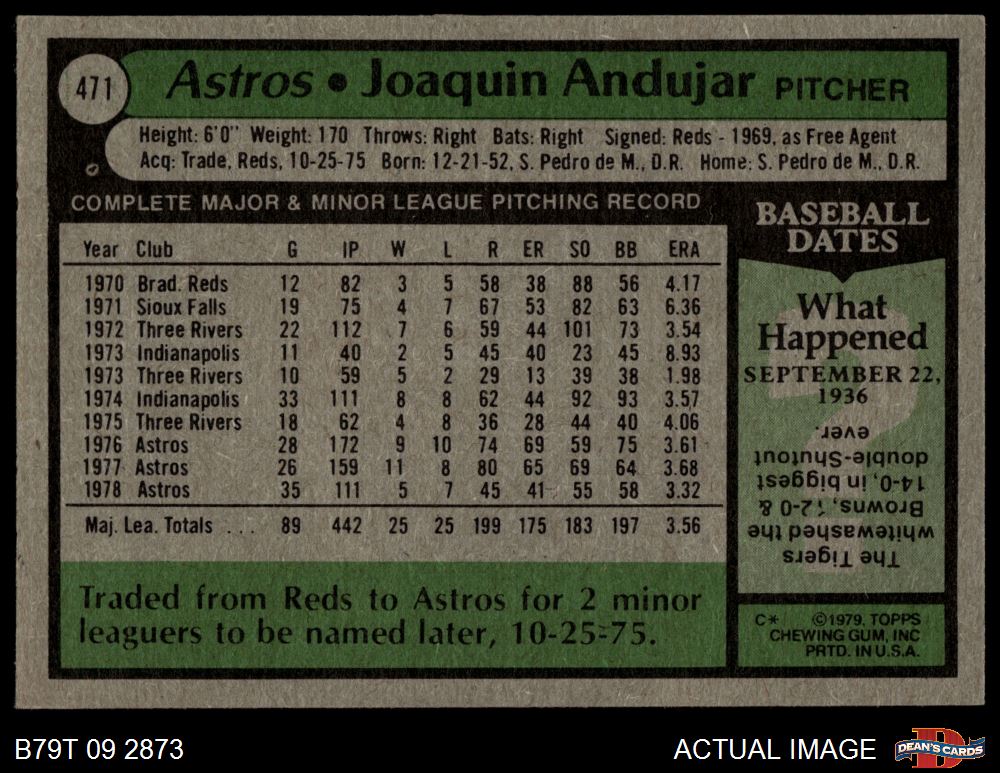 471 Astros • Joaquin Andujar PITCHER
Height: 6'0" Weight: 170 Throws: Right Bats: Right Signed: Reds - 1969, as Free Agent
Acq: Trade, Reds, 10-25-75 Born: 12-21-52, S. Pedro de M., D.R. Home: S. Pedro de M., D.R.
COMPLETE MAJOR & MINOR LEAGUE PITCHING RECORD
Year Club G IP W L R ER SO BB ERA
1970 Brad. Reds 12 82 3 5 58 38 88 56 4.17
1971 Sioux Falls 19 75 4 7 67 53 82 63 6.36
1972 Three Rivers 22 112 7 6 59 44 101 73 3.54
1973 Indianapolis 11 40 2 5 45 40 23 45 8.93
1973 Three Rivers 10 59 5 2 29 13 39 38 1.98
1974 Indianapolis 33 111 8 8 62 44 92 93 3.57
1975 Three Rivers 18 62 4 8 36 28 44 40 4.06
1976 Astros 28 172 9 10 74 69 59 75 3.61
1977 Astros 26 159 11 8 80 65 69 64 3.68
1978 Astros 35 111 5 7 45 41 55 58 3.32
Maj. Lea. Totals . . . 89 442 25 25 199 175 183 197 3.56
Traded from Reds to Astros for 2 minor
leaguers to be named later, 10-25-75.
BASEBALL
DATES
What
Happened
SEPTEMBER 22,
1936
The Tigers
whitewashed the
Browns, 12-0 &
14-0, in biggest
double-Shutout
ever.
C* ©1979, TOPPS
CHEWING GUM, INC
PRTD. IN U.S.A.
B79T 09 2873
ACTUAL IMAGE
D
DEAN'S CARDS